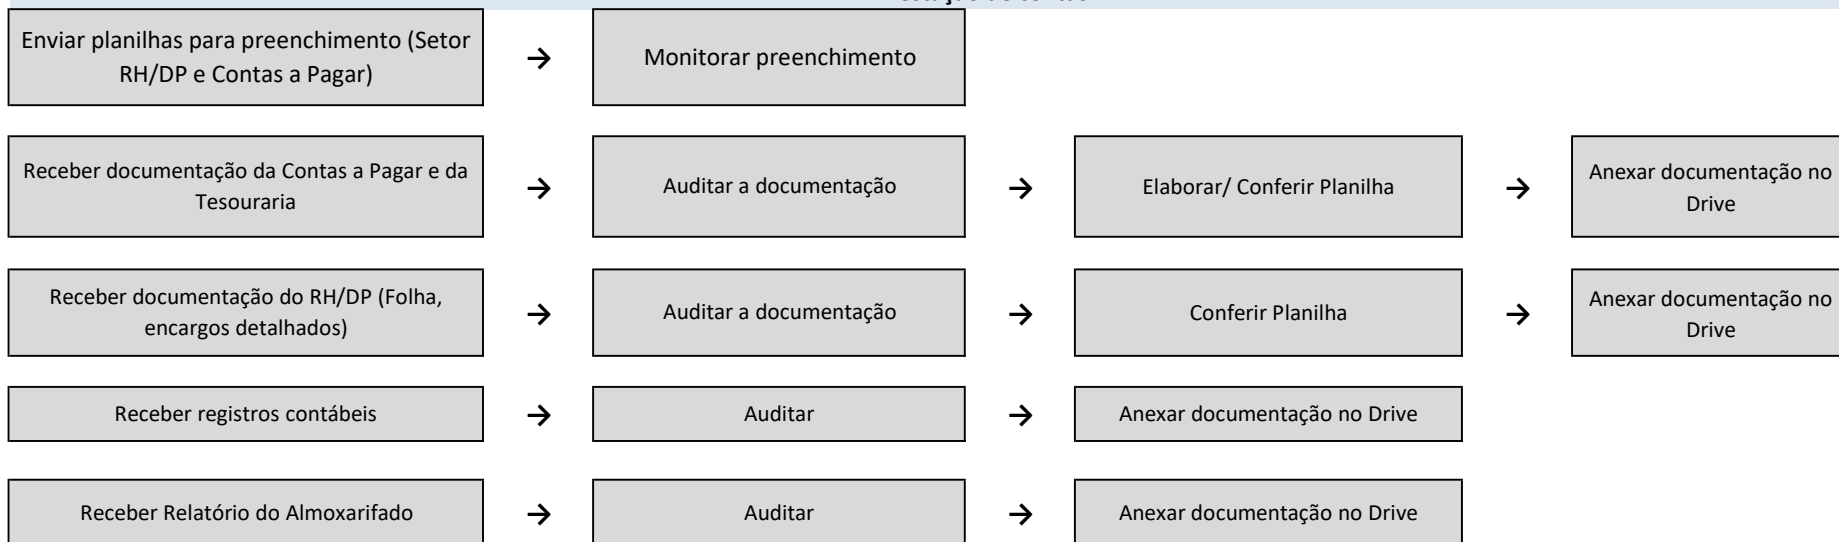 Enviar planilhas para preenchimento (Setor
RH/DP e Contas a Pagar)
→
Monitorar preenchimento
Receber documentação da Contas a Pagar e da
Tesouraria
→
Auditar a documentação
→
Elaborar/ Conferir Planilha
→
Anexar documentação no
Drive
Receber documentação do RH/DP (Folha,
encargos detalhados)
→
Auditar a documentação
→
Conferir Planilha
→
Anexar documentação no
Drive
Receber registros contábeis
→
Auditar
→
Anexar documentação no Drive
Receber Relatório do Almoxarifado
→
Auditar
→
Anexar documentação no Drive